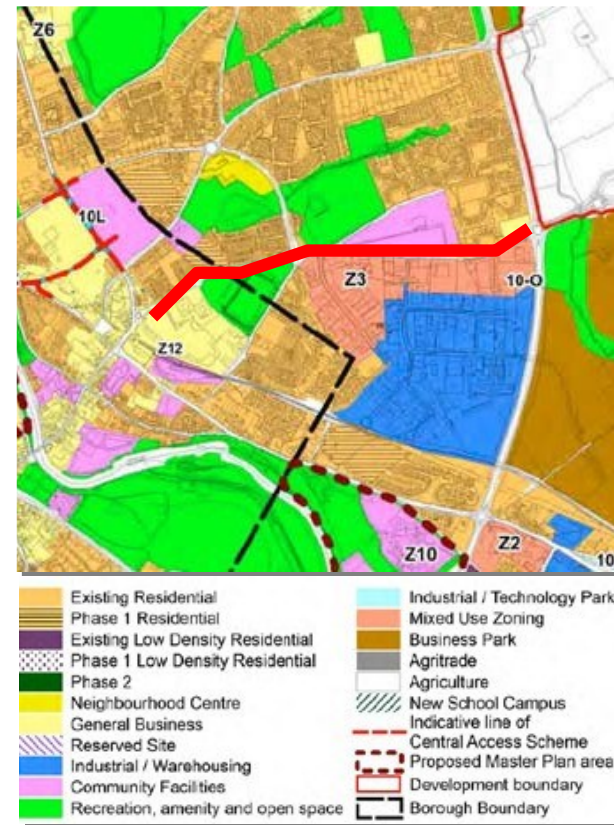 Z6
10L
Z3
10-O
Z12
Z10
Z2
10
Existing Residential
Phase 1 Residential
Existing Low Density Residential
Phase 1 Low Density Residential
Phase 2
Neighbourhood Centre
General Business
Reserved Site
Industrial / Warehousing
Community Facilities
Recreation, amenity and open space
Industrial / Technology Park
Mixed Use Zoning
Business Park
Agritrade
Agriculture
New School Campus
Indicative line of
Central Access Scheme
Proposed Master Plan area
Development boundary
Borough Boundary